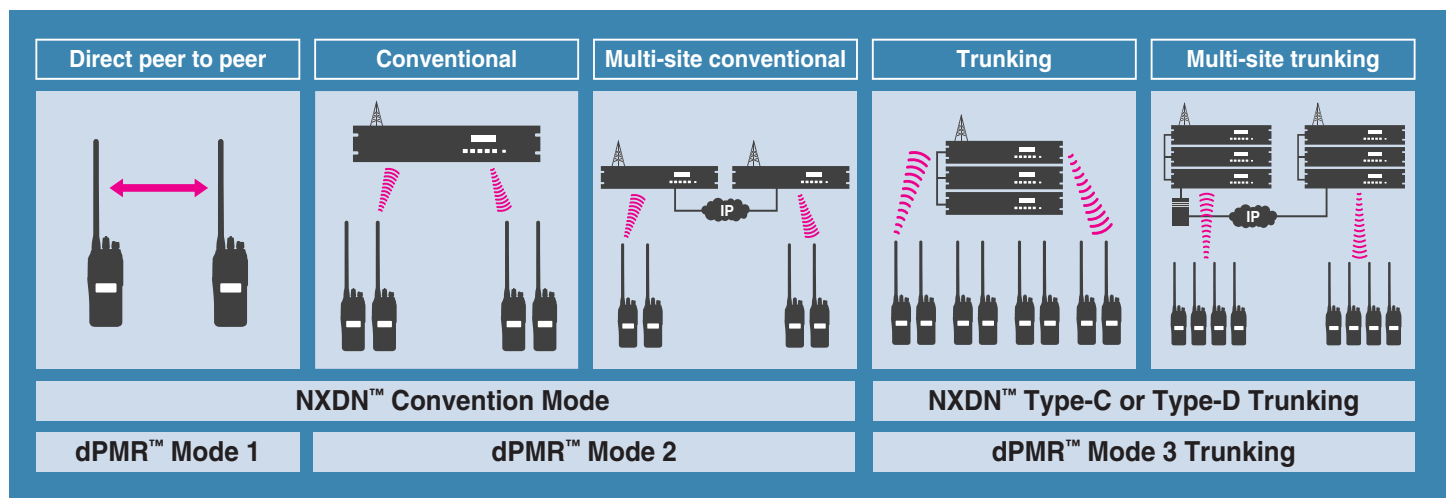 Direct peer to peer
Conventional
Multi-site conventional
Trunking
Multi-site trunking
IP
IP
NXDN™ Convention Mode
NXDN™ Type-C or Type-D Trunking
dPMR™ Mode 1
dPMR™ Mode 2
dPMR™ Mode 3 Trunking